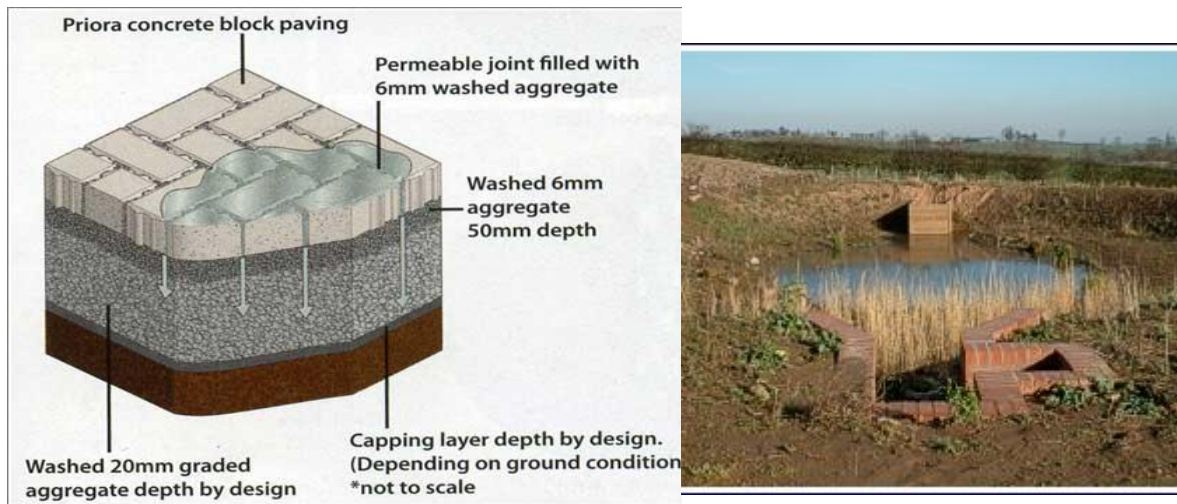 Priora concrete block paving
Permeable joint filled with
6mm washed aggregate
Washed 6mm
aggregate
50mm depth
Washed 20mm graded
aggregate depth by design
Capping layer depth by design.
(Depending on ground condition
*not to scale